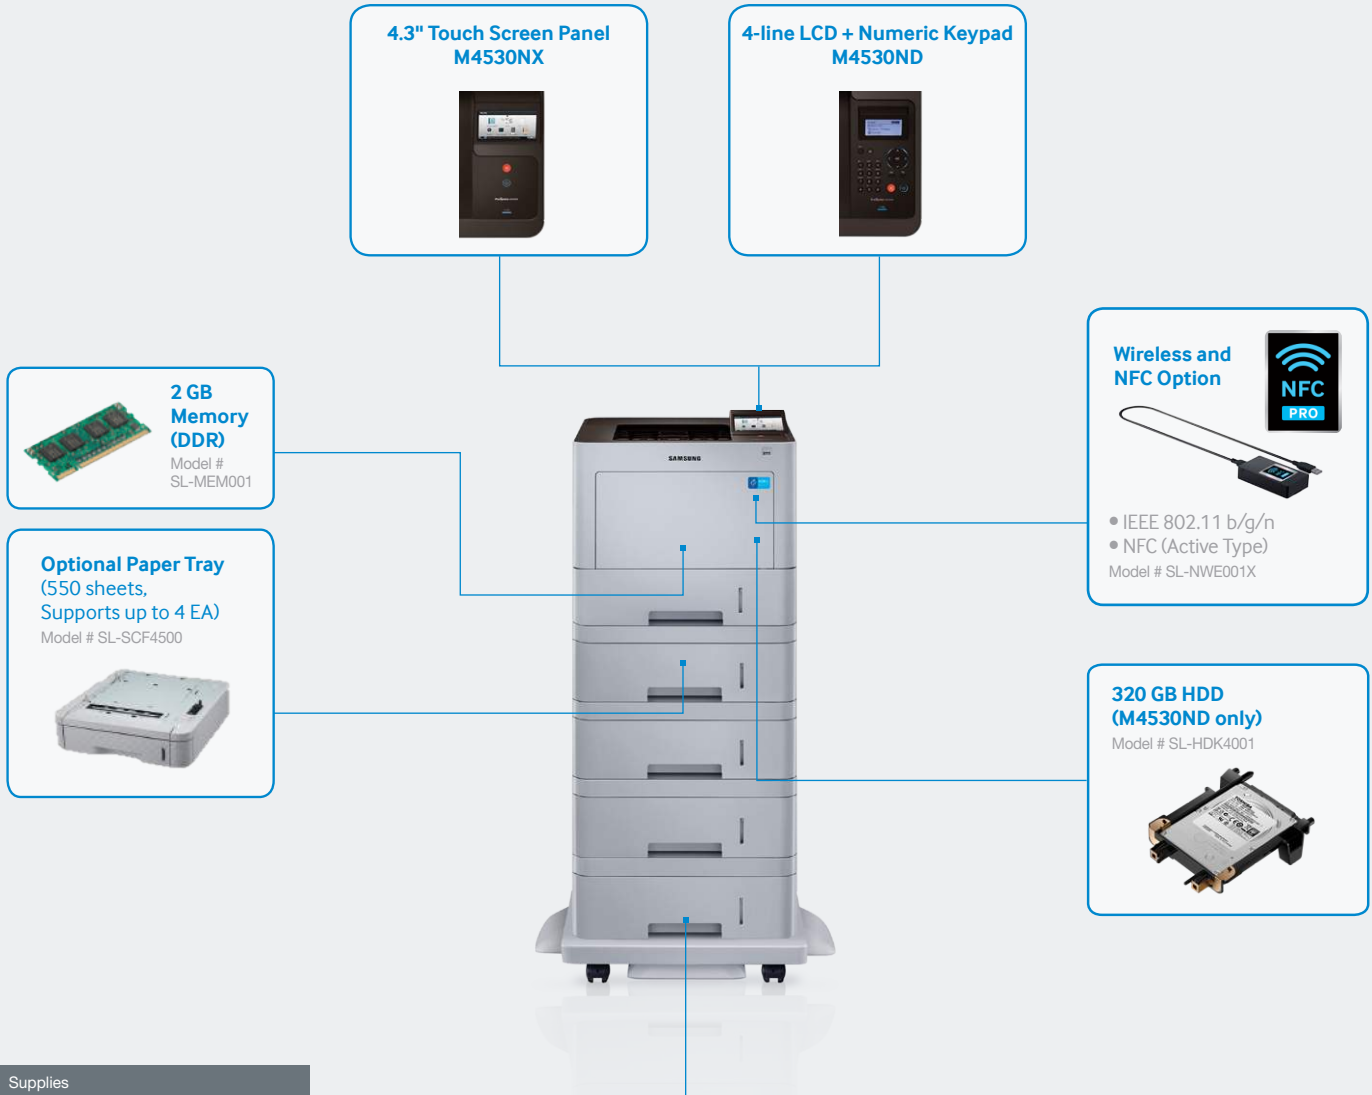 4.3" Touch Screen Panel
M4530NX
4-line LCD + Numeric Keypad
M4530ND
Wireless and
NFC Option
NFC
PRO
• IEEE 802.11 b/g/n
• NFC (Active Type)
Model # SL-NWE001X
2 GB
Memory
(DDR)
Model #
SL-MEM001
SAMSUNG
Optional Paper Tray
(550 sheets,
Supports up to 4 EA)
Model # SL-SCF4500
320 GB HDD
(M4530ND only)
Model # SL-HDK4001
Supplies